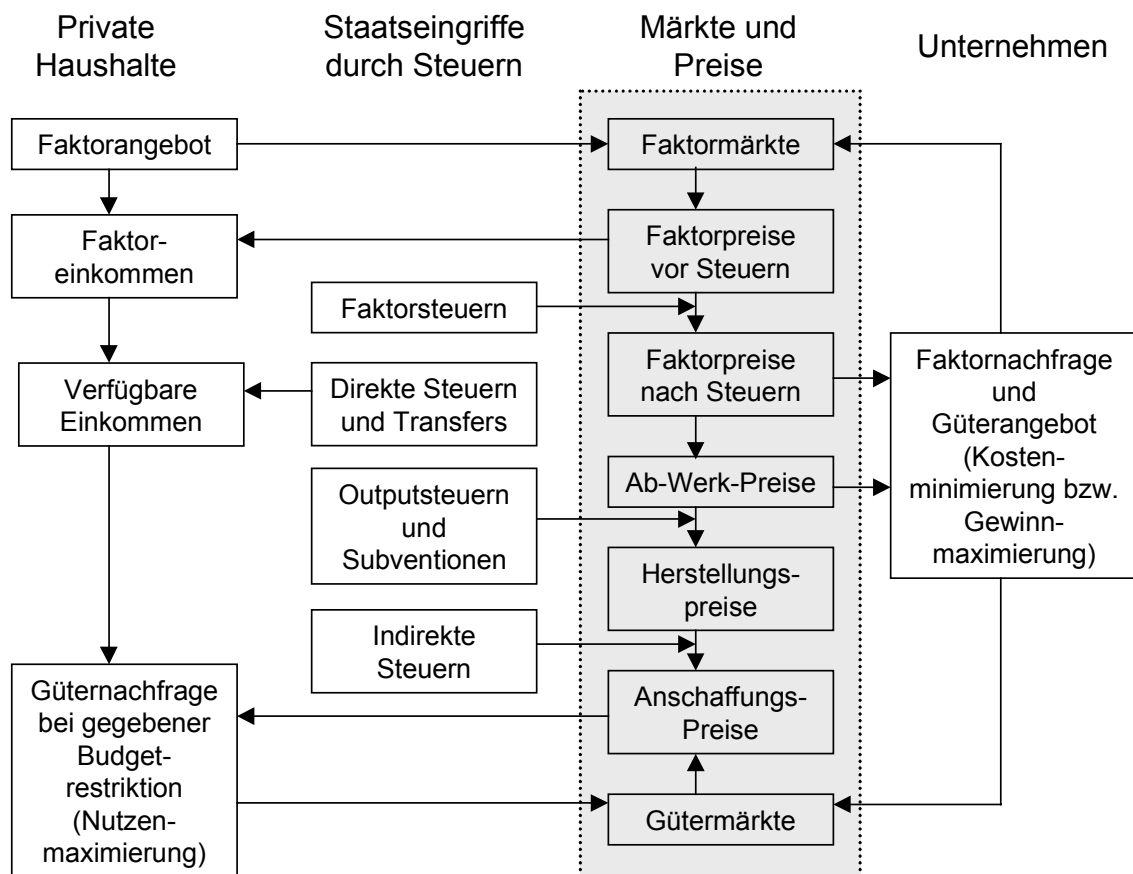 Private
Haushalte
Staatseingriffe
durch Steuern
Märkte und
Preise
Unternehmen
Faktorangebot
Faktor-
einkommen
Verfügbare
Einkommen
Güternachfrage
bei gegebener
Budget-
restriktion
(Nutzen-
maximierung)
Faktorsteuern
Direkte Steuern
und Transfers
Outputsteuern
und
Subventionen
Indirekte
Steuern
Faktormärkte
Faktorpreise
vor Steuern
Faktorpreise
nach Steuern
Ab-Werk-Preise
Herstellungs-
preise
Anschaffungs-
Preise
Gütermärkte
Faktornachfrage
und
Güterangebot
(Kosten-
minimierung bzw.
Gewinn-
maximierung)